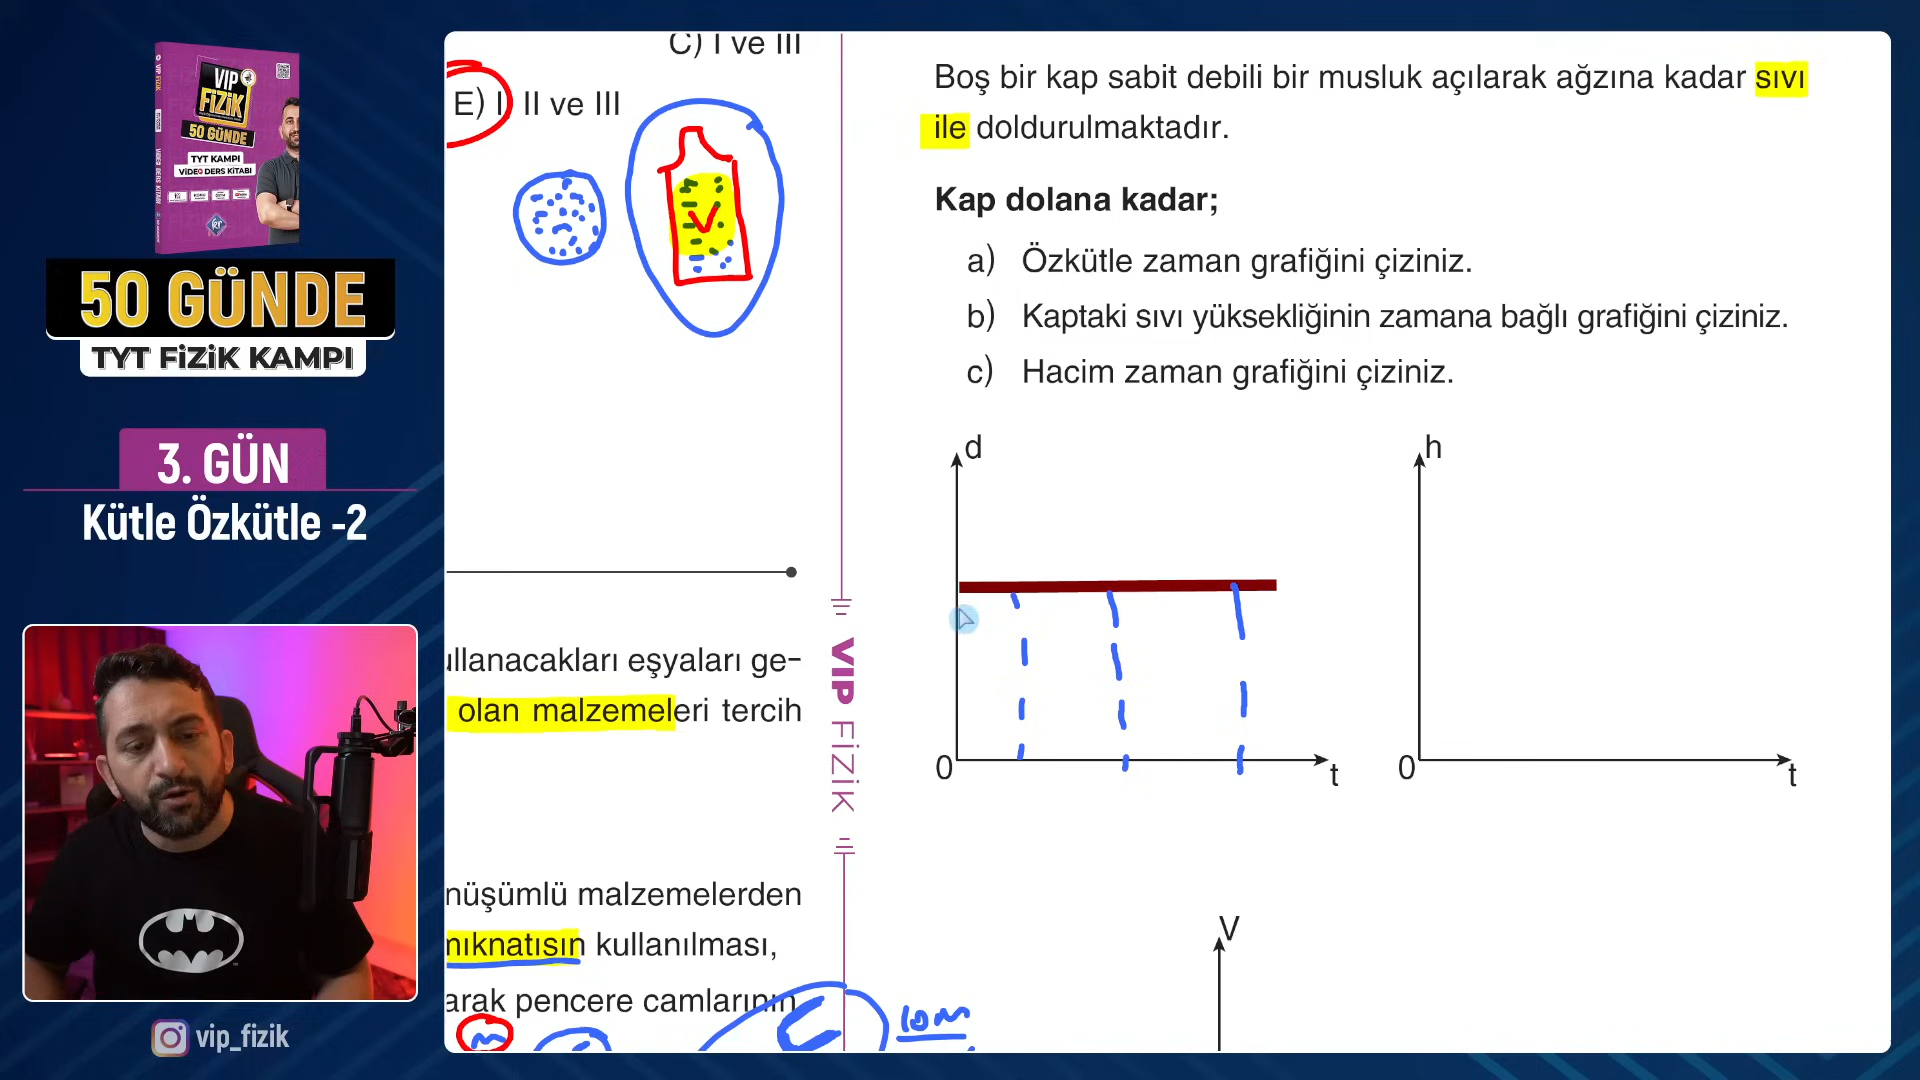 VIP
FİZİK
50 GÜNDE
TYT KAMPI
VİDEO DERS KİTABI
50 GÜNDE
TYT FİZİK KAMPI
3. GÜN
Kütle Özkütle -2
vip_fizik
C) I ve III
E) I, II ve III
V
ullanacakları eşyaları ge-
olan malzemeleri tercih
nüşümlü malzemelerden
mıknatısın kullanılması,
arak pencere camlarının
m
10m
VIP FİZİK
Boş bir kap sabit debili bir musluk açılarak ağzına kadar sıvı
ile doldurulmaktadır.
Kap dolana kadar;
a) Özkütle zaman grafiğini çiziniz.
b) Kaptaki sıvı yüksekliğinin zamana bağlı grafiğini çiziniz.
c) Hacim zaman grafiğini çiziniz.
d
0
t
h
0
t
V